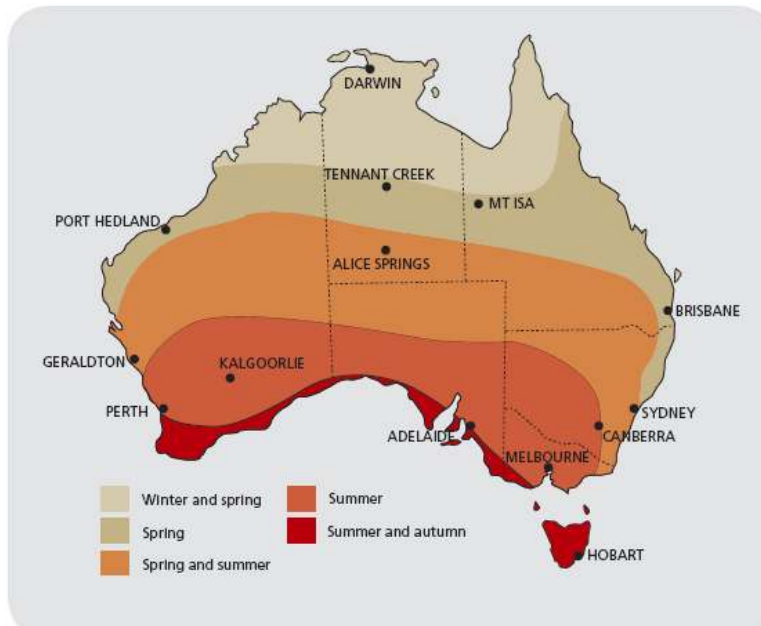 DARWIN
TENNANT CREEK
MT ISA
PORT HEDLAND
ALICE SPRINGS
BRISBANE
GERALDTON
KALGOORLIE
PERTH
SYDNEY
ADELAIDE
CANBERRA
MELBOURNE
Winter and spring
Summer
Spring
Summer and autumn
Spring and summer
HOBART